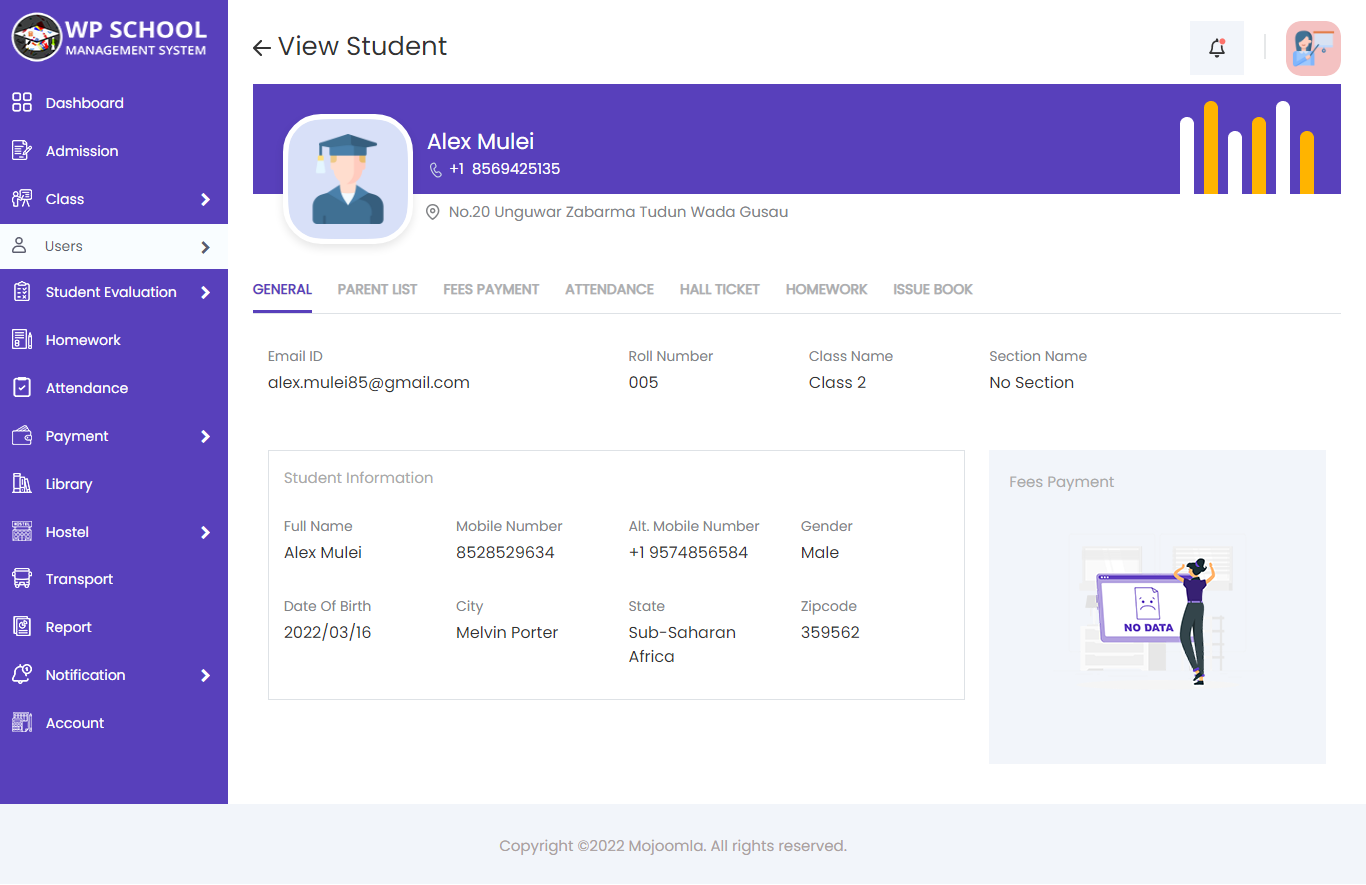 WP SCHOOL
MANAGEMENT SYSTEM
Dashboard
Admission
Class
Users
Student Evaluation
Homework
Attendance
Payment
Library
Hostel
Transport
Report
Notification
Account
View Student
Alex Mulei
+1 8569425135
No.20 Unguwar Zabarma Tudun Wada Gusau
GENERAL PARENT LIST FEES PAYMENT ATTENDANCE HALL TICKET HOMEWORK ISSUE BOOK
Email ID Roll Number Class Name Section Name
alex.mulei85@gmail.com 005 Class 2 No Section
Student Information
Full Name Mobile Number Alt. Mobile Number Gender
Alex Mulei 8528529634 +1 9574856584 Male
Date Of Birth City State Zipcode
2022/03/16 Melvin Porter Sub-Saharan 359562
Africa
Fees Payment
NO DATA
Copyright ©2022 Mojoomla. All rights reserved.